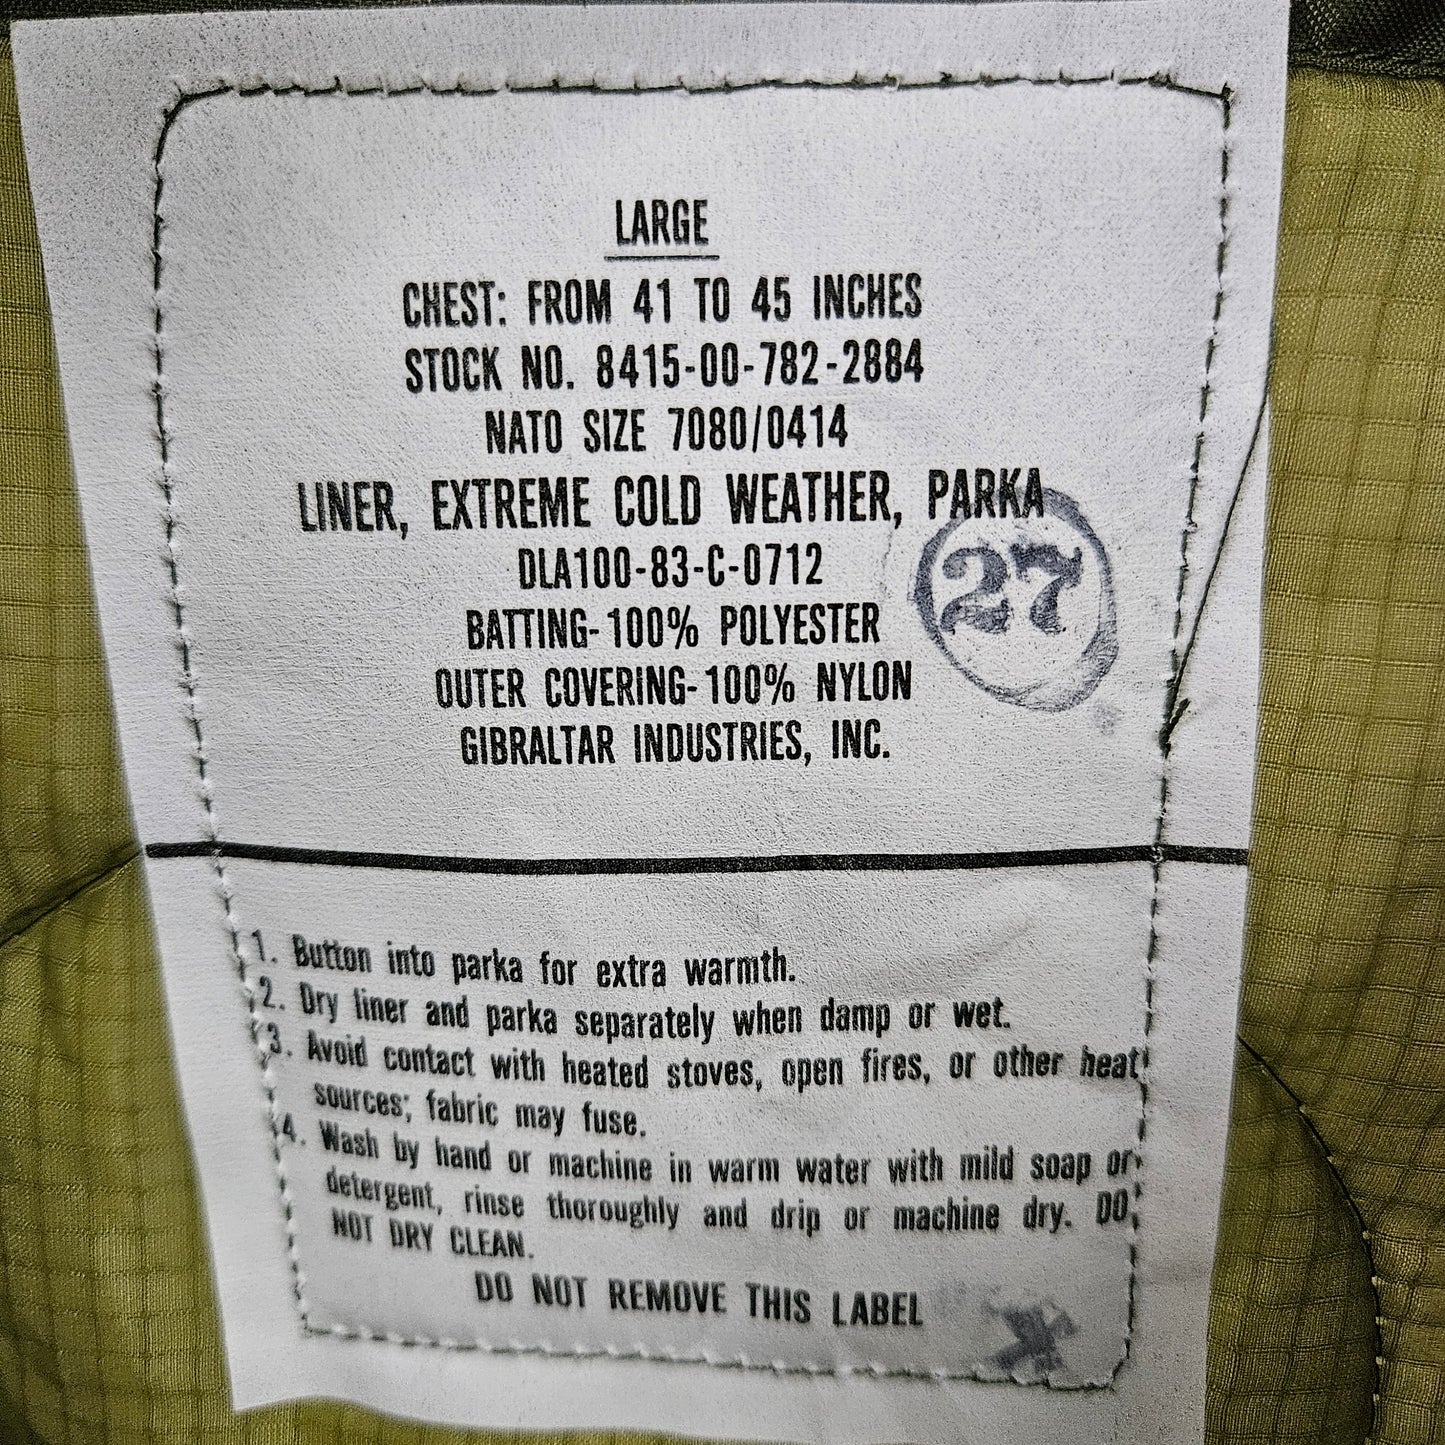 LARGE
CHEST: FROM 41 TO 45 INCHES
STOCK NO. 8415-00-782-2884
NATO SIZE 7080/0414
LINER, EXTREME COLD WEATHER, PARKA
27
DLA100-83-C-0712
BATTING-100% POLYESTER
OUTER COVERING-100% NYLON
GIBRALTAR INDUSTRIES, INC.
1. Button into parka for extra warmth.
2. Dry liner and parka separately when damp or wet.
3. Avoid contact with heated stoves, open fires, or other heat
sources; fabric may fuse.
4. Wash by hand or machine in warm water with mild soap or
detergent, rinse thoroughly and drip or machine dry. DO
NOT DRY CLEAN.
DO NOT REMOVE THIS LABEL